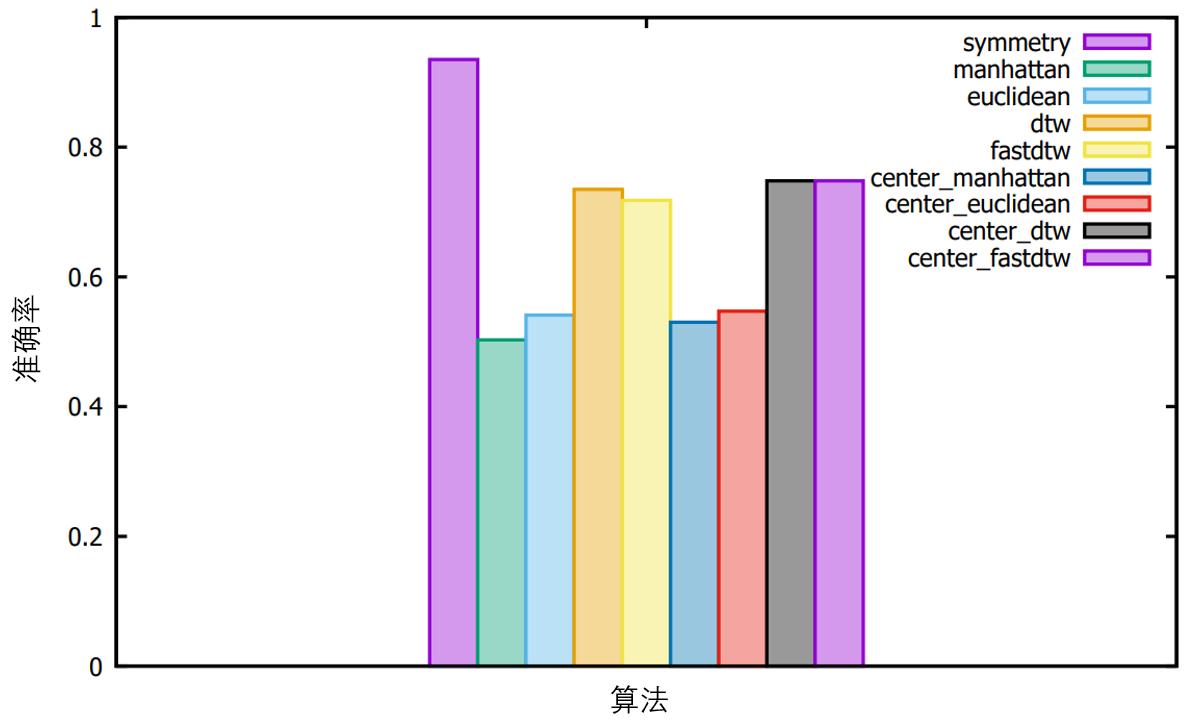 1
0.8
0.6
0.4
0.2
0
准确率
算法
symmetry
manhattan
euclidean
dtw
fastdtw
center_manhattan
center_euclidean
center_dtw
center_fastdtw